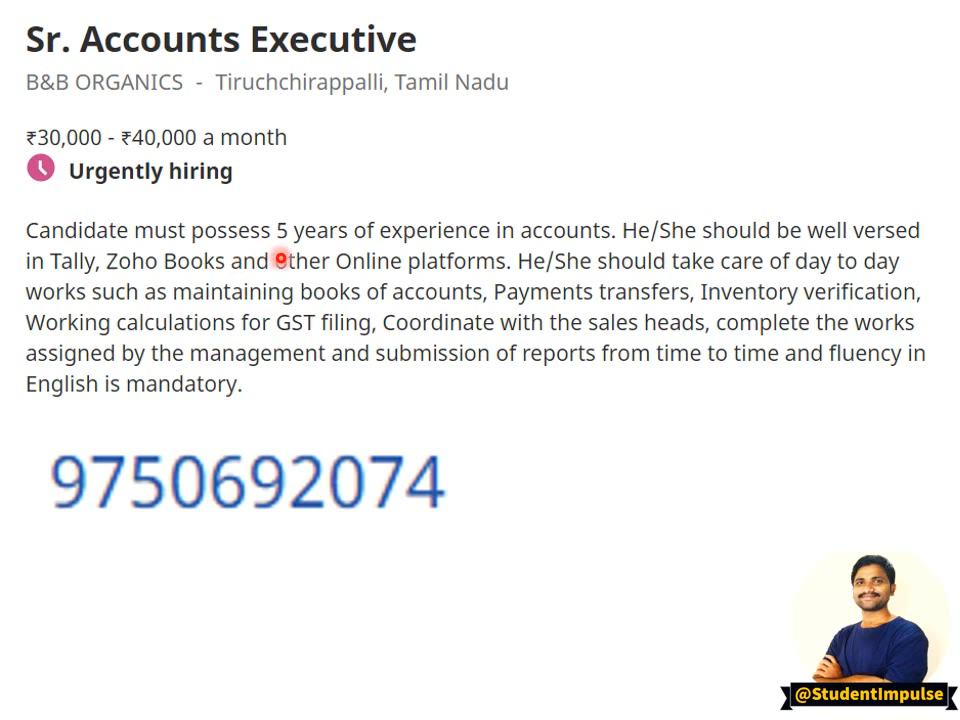 Sr. Accounts Executive
B&B ORGANICS - Tiruchchirappalli, Tamil Nadu
₹30,000 - ₹40,000 a month
Urgently hiring
Candidate must possess 5 years of experience in accounts. He/She should be well versed
in Tally, Zoho Books and other Online platforms. He/She should take care of day to day
works such as maintaining books of accounts, Payments transfers, Inventory verification,
Working calculations for GST filing, Coordinate with the sales heads, complete the works
assigned by the management and submission of reports from time to time and fluency in
English is mandatory.
9750692074
@StudentImpulse